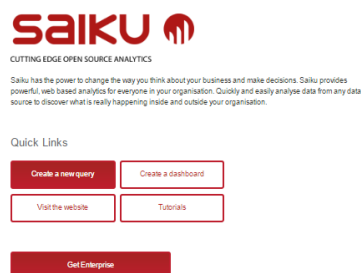 saiku
CUTTING EDGE OPEN SOURCE ANALYTICS
Saiku has the power to change the way you think about your business and make decisions. Saiku provides
powerful, web based analytics for everyone in your organisation. Quickly and easily analyse data from any data
source to discover what is really happening inside and outside your organisation.
Quick Links
Create a new query
Create a dashboard
Visit the website
Tutorials
Get Enterprise